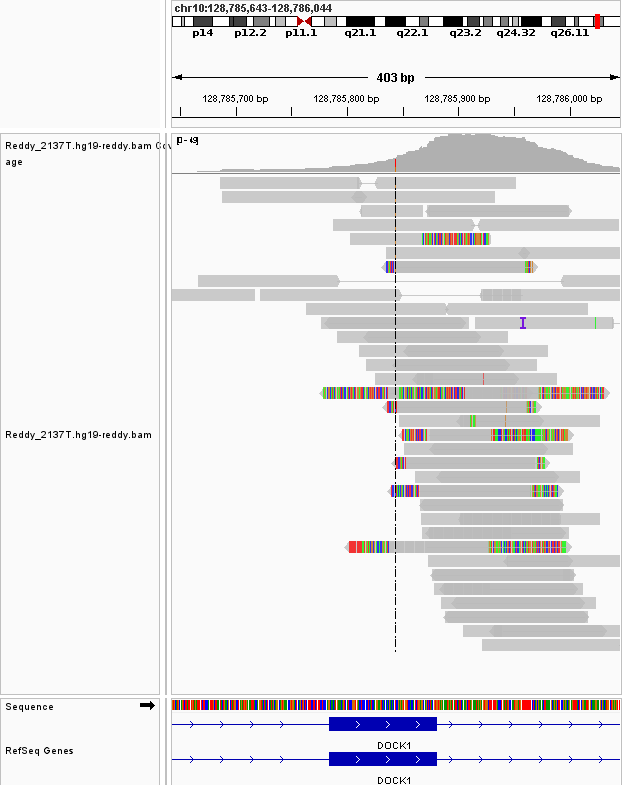 chr10:128,785,643-128,786,044
p14 p12.2 p11.1 q21.1 q22.1 q23.2 q24.32 q26.11
403 bp
128,785,700 bp 128,785,800 bp 128,785,900 bp 128,786,000 bp
[0 - 49]
Reddy_2137T.hg19-reddy.bam Cov
age
Reddy_2137T.hg19-reddy.bam
Sequence
DOCK1
RefSeq Genes
DOCK1